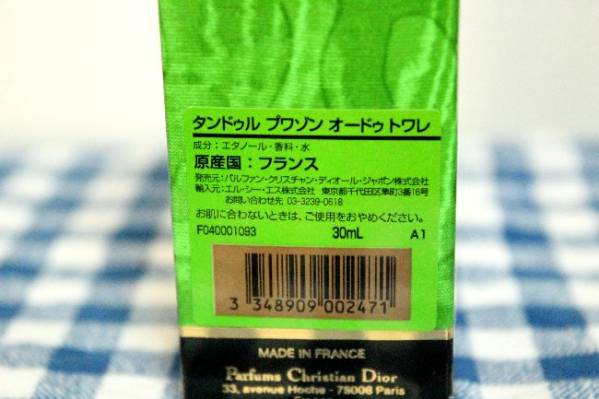 タンドゥル プワゾン オードゥ トワレ
成分：エタノール・香料・水
原産国：フランス
発売元：パルファン・クリスチャン・ディオール・ジャポン株式会社
輸入元：エル・シー・エス株式会社 東京都千代田区隼町3番16号
お問い合わせ先 03-3239-0618
お肌に合わないときは、ご使用をおやめください。
F040001093 30mL A1
3 348909 002471
MADE IN FRANCE
Parfums Christian Dior
33, avenue Hoche - 75008 Paris